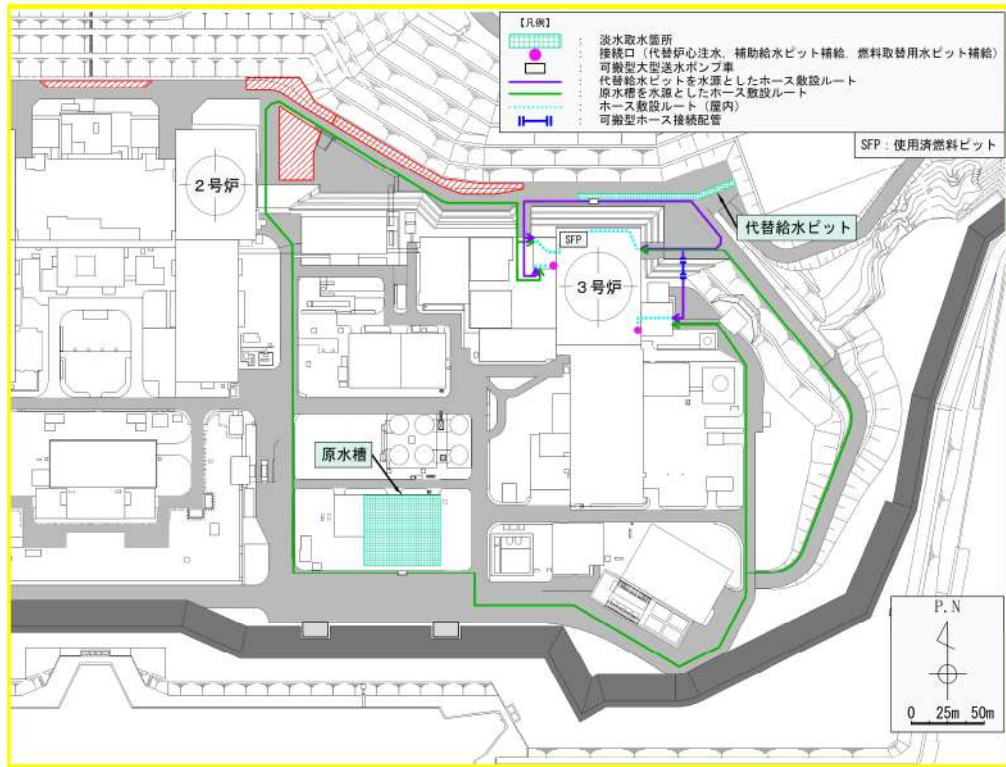 【凡例】
： 淡水取水箇所
： 接続口（代替炉心注水，補助給水ピット補給，燃料取替用水ピット補給）
： 可搬型大型送水ポンプ車
： 代替給水ピットを水源としたホース敷設ルート
： 原水槽を水源としたホース敷設ルート
： ホース敷設ルート（屋内）
： 可搬型ホース接続配管
SFP：使用済燃料ピット
２号炉
代替給水ピット
SFP
３号炉
原水槽
P.N
0 25m 50m